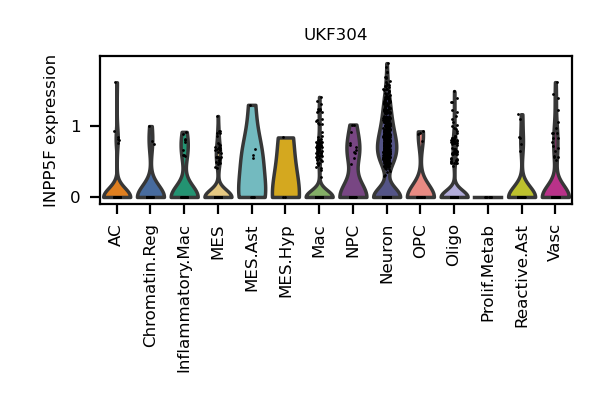 UKF304
INPP5F expression
1
0
AC
Chromatin.Reg
Inflammatory.Mac
MES
MES.Ast
MES.Hyp
Mac
NPC
Neuron
OPC
Oligo
Prolif.Metab
Reactive.Ast
Vasc